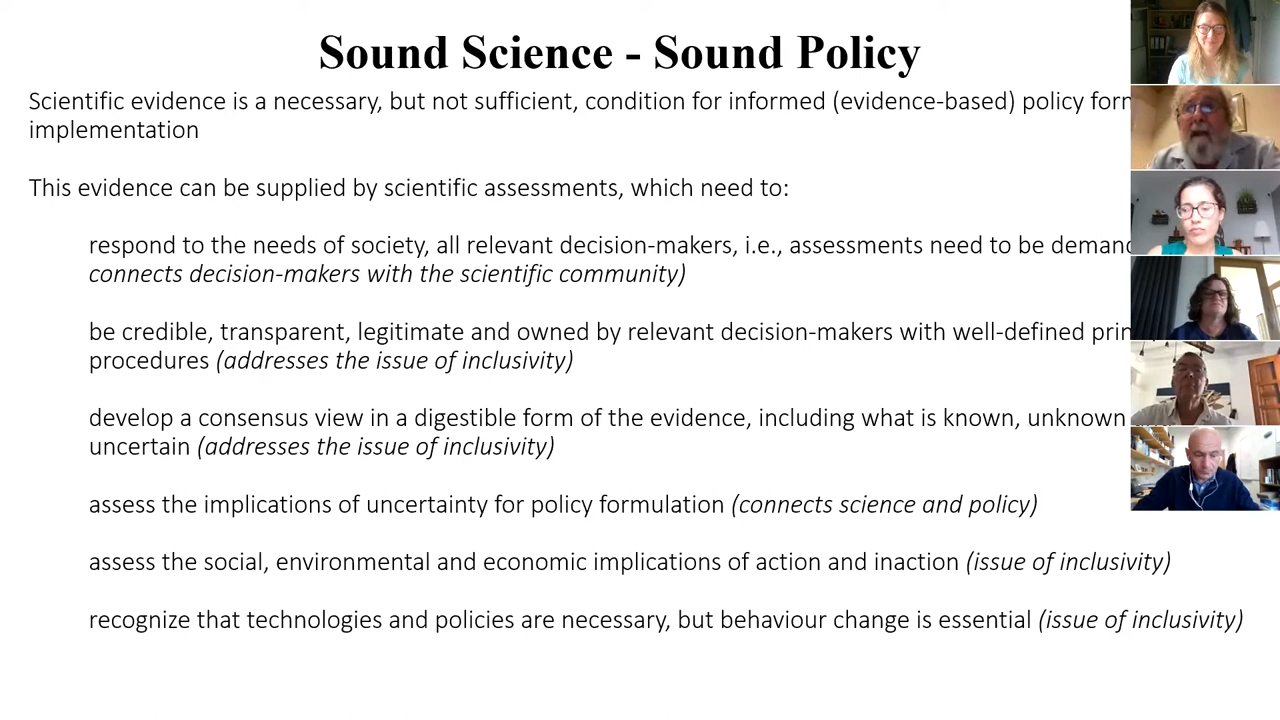 Sound Science - Sound Policy
Scientific evidence is a necessary, but not sufficient, condition for informed (evidence-based) policy
implementation
This evidence can be supplied by scientific assessments, which need to:
respond to the needs of society, all relevant decision-makers, i.e., assessments need to be
connects decision-makers with the scientific community)
be credible, transparent, legitimate and owned by relevant decision-makers with well-defined
procedures (addresses the issue of inclusivity)
develop a consensus view in a digestible form of the evidence, including what is known, unknown
uncertain (addresses the issue of inclusivity)
assess the implications of uncertainty for policy formulation (connects science and policy)
assess the social, environmental and economic implications of action and inaction (issue of inclusivity)
recognize that technologies and policies are necessary, but behaviour change is essential (issue of inclusivity)